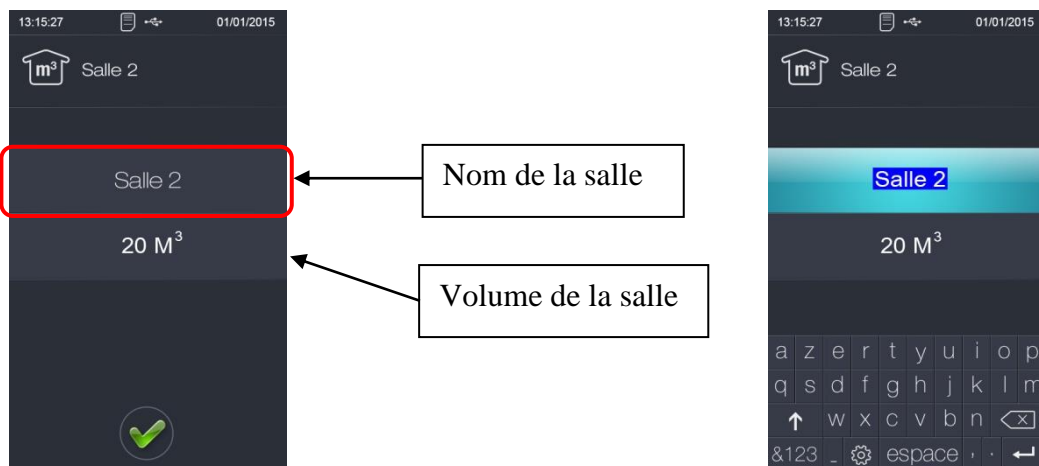 13:15:27 01/01/2015
m³ Salle 2
Salle 2
20 M³
Nom de la salle
Volume de la salle
13:15:27 01/01/2015
m³ Salle 2
Salle 2
20 M³
a z e r t y u i o p
q s d f g h j k l m
w x c v b n
&123 _ espace , .